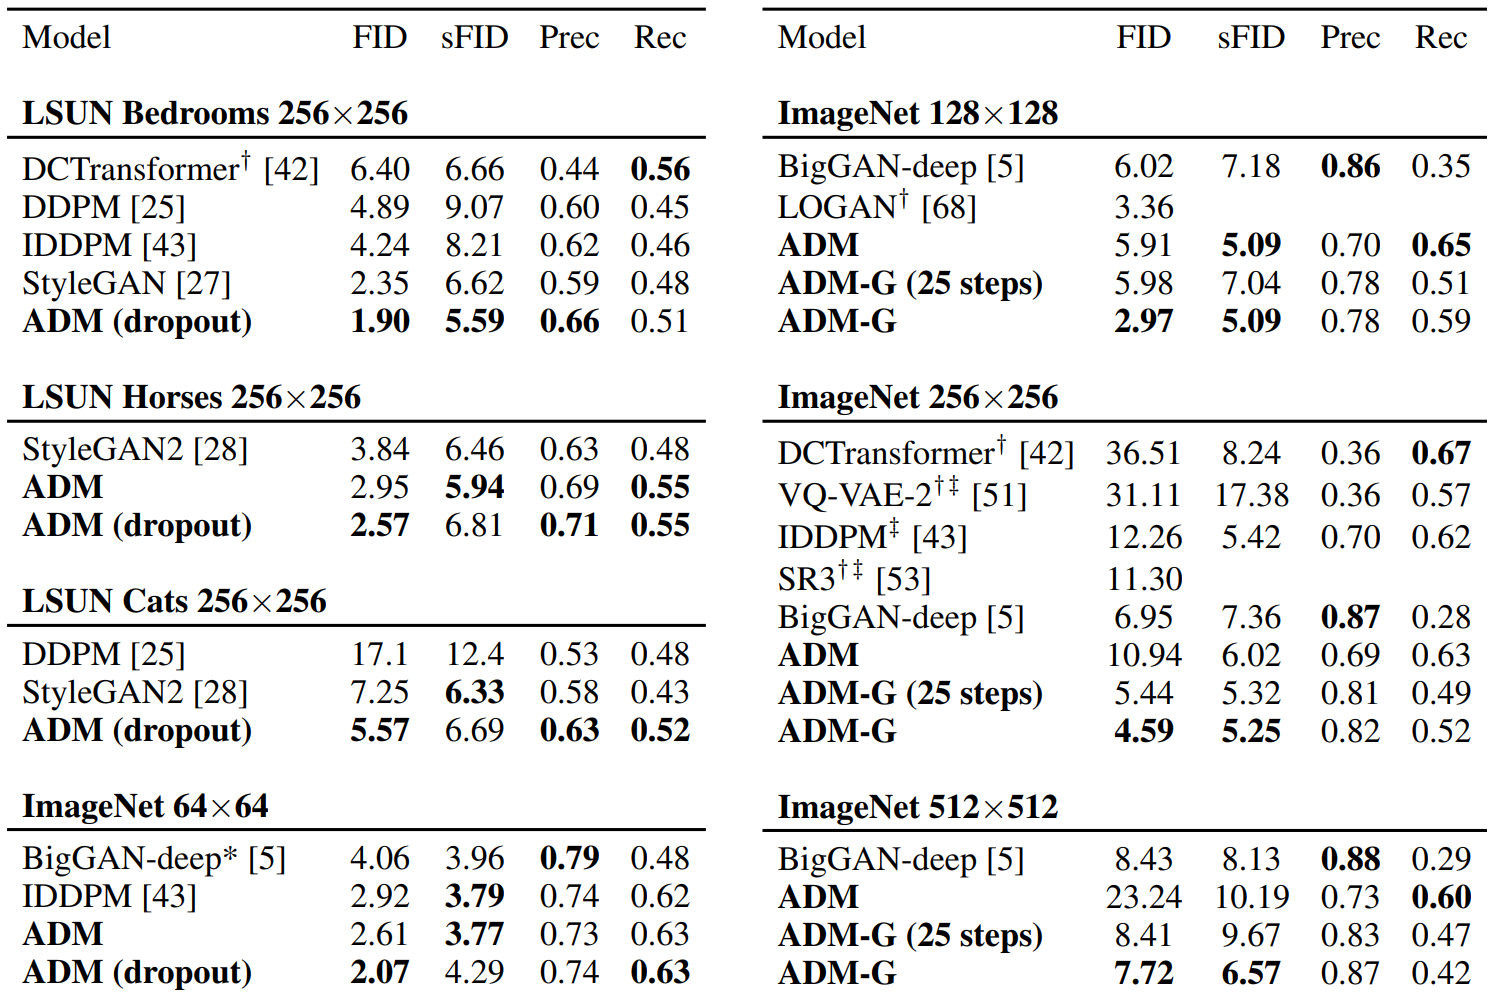 Model FID sFID Prec Rec
LSUN Bedrooms 256×256
DCTransformer† [42] 6.40 6.66 0.44 0.56
DDPM [25] 4.89 9.07 0.60 0.45
IDDPM [43] 4.24 8.21 0.62 0.46
StyleGAN [27] 2.35 6.62 0.59 0.48
ADM (dropout) 1.90 5.59 0.66 0.51
LSUN Horses 256×256
StyleGAN2 [28] 3.84 6.46 0.63 0.48
ADM 2.95 5.94 0.69 0.55
ADM (dropout) 2.57 6.81 0.71 0.55
LSUN Cats 256×256
DDPM [25] 17.1 12.4 0.53 0.48
StyleGAN2 [28] 7.25 6.33 0.58 0.43
ADM (dropout) 5.57 6.69 0.63 0.52
ImageNet 64×64
BigGAN-deep* [5] 4.06 3.96 0.79 0.48
IDDPM [43] 2.92 3.79 0.74 0.62
ADM 2.61 3.77 0.73 0.63
ADM (dropout) 2.07 4.29 0.74 0.63
Model FID sFID Prec Rec
ImageNet 128×128
BigGAN-deep [5] 6.02 7.18 0.86 0.35
LOGAN† [68] 3.36
ADM 5.91 5.09 0.70 0.65
ADM-G (25 steps) 5.98 7.04 0.78 0.51
ADM-G 2.97 5.09 0.78 0.59
ImageNet 256×256
DCTransformer† [42] 36.51 8.24 0.36 0.67
VQ-VAE-2†‡ [51] 31.11 17.38 0.36 0.57
IDDPM‡ [43] 12.26 5.42 0.70 0.62
SR3†‡ [53] 11.30
BigGAN-deep [5] 6.95 7.36 0.87 0.28
ADM 10.94 6.02 0.69 0.63
ADM-G (25 steps) 5.44 5.32 0.81 0.49
ADM-G 4.59 5.25 0.82 0.52
ImageNet 512×512
BigGAN-deep [5] 8.43 8.13 0.88 0.29
ADM 23.24 10.19 0.73 0.60
ADM-G (25 steps) 8.41 9.67 0.83 0.47
ADM-G 7.72 6.57 0.87 0.42